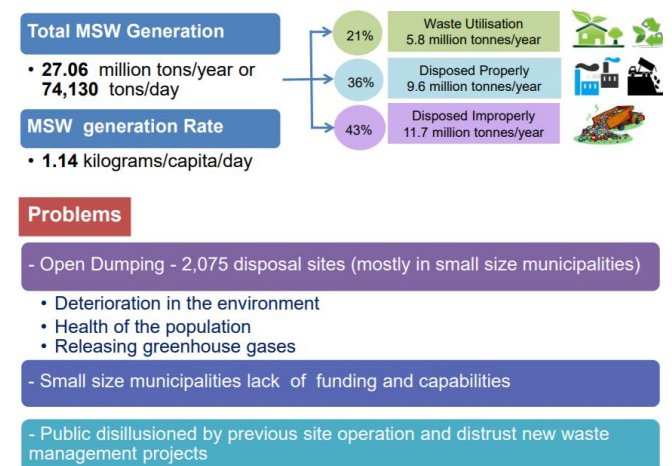 Total MSW Generation
• 27.06 million tons/year or
74,130 tons/day
MSW generation Rate
• 1.14 kilograms/capita/day
21%
Waste Utilisation
5.8 million tonnes/year
36%
Disposed Properly
9.6 million tonnes/year
43%
Disposed Improperly
11.7 million tonnes/year
Problems
- Open Dumping - 2,075 disposal sites (mostly in small size municipalities)
• Deterioration in the environment
• Health of the population
• Releasing greenhouse gases
- Small size municipalities lack of funding and capabilities
- Public disillusioned by previous site operation and distrust new waste
management projects